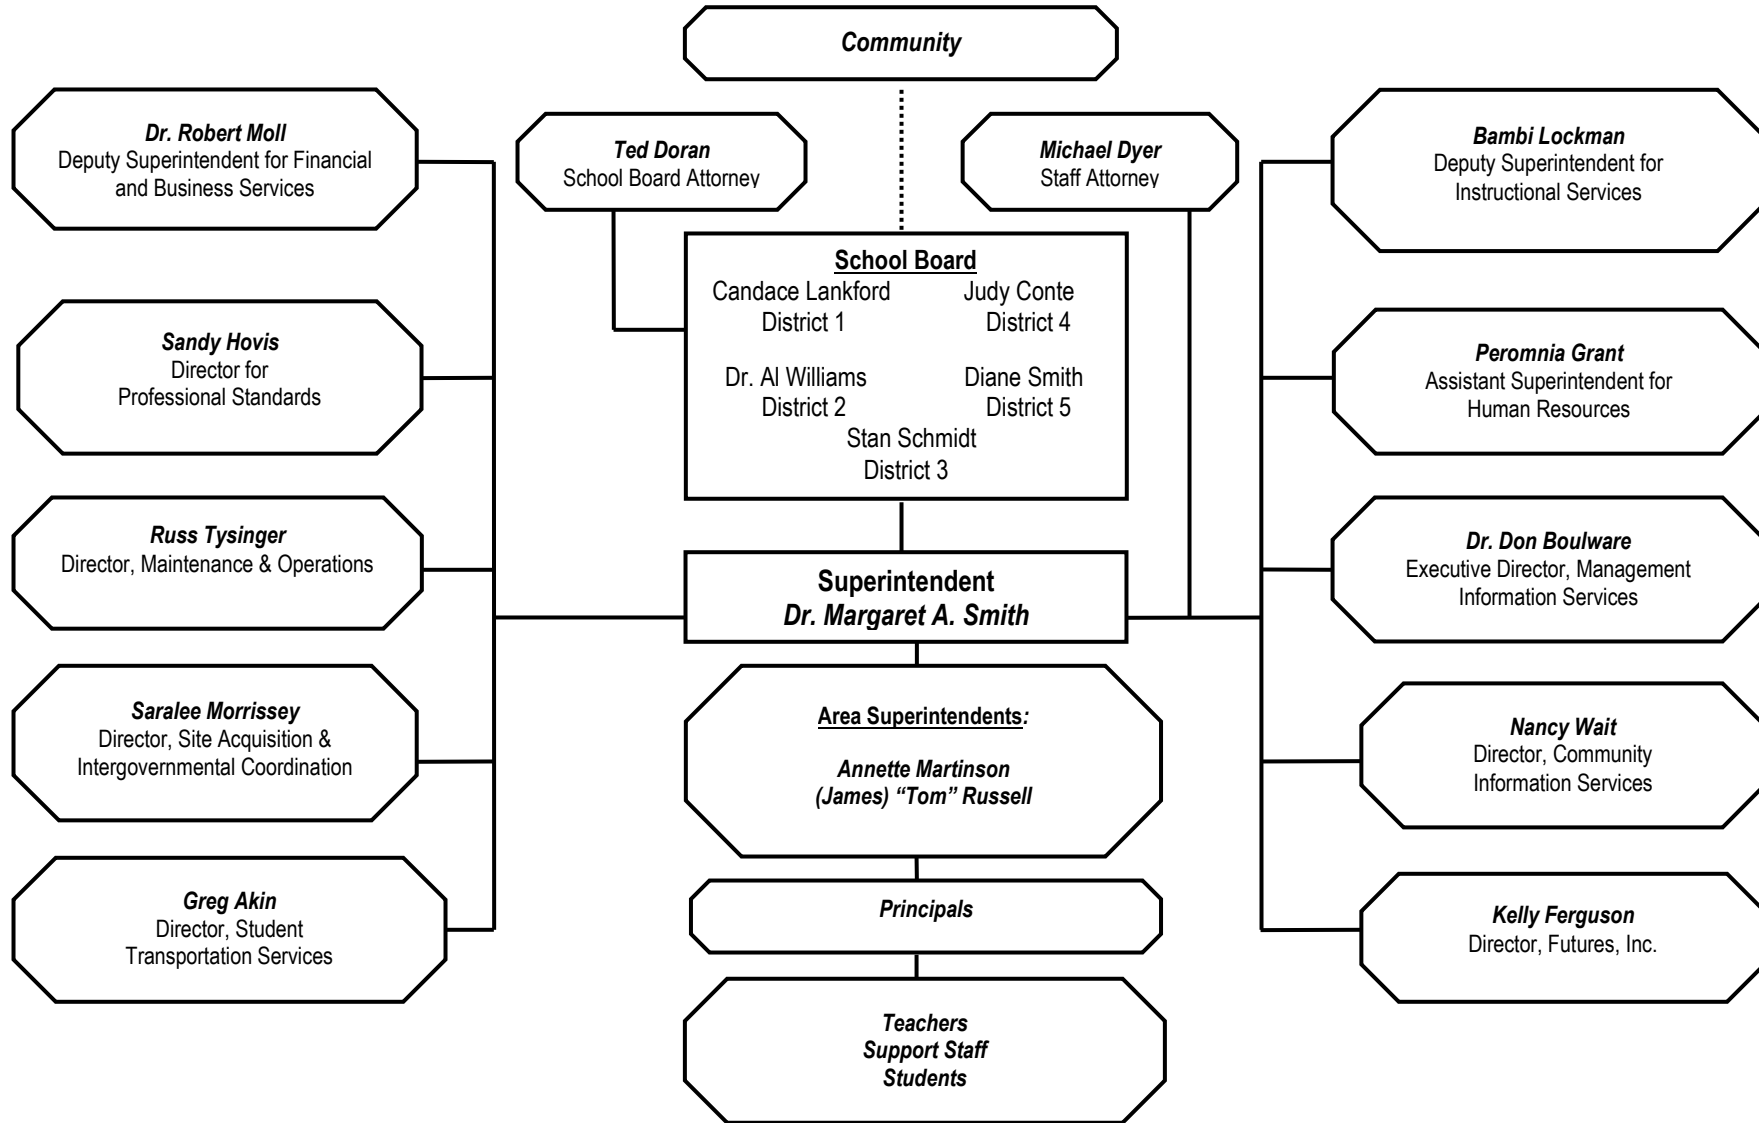 Community
Dr. Robert Moll
Deputy Superintendent for Financial
and Business Services
Ted Doran
School Board Attorney
Michael Dyer
Staff Attorney
Bambi Lockman
Deputy Superintendent for
Instructional Services
School Board
Candace Lankford Judy Conte
District 1 District 4
Dr. Al Williams Diane Smith
District 2 District 5
Stan Schmidt
District 3
Sandy Hovis
Director for
Professional Standards
Peromnia Grant
Assistant Superintendent for
Human Resources
Russ Tysinger
Director, Maintenance & Operations
Dr. Don Boulware
Executive Director, Management
Information Services
Superintendent
Dr. Margaret A. Smith
Saralee Morrissey
Director, Site Acquisition &
Intergovernmental Coordination
Area Superintendents:
Annette Martinson
(James) “Tom” Russell
Nancy Wait
Director, Community
Information Services
Greg Akin
Director, Student
Transportation Services
Principals
Kelly Ferguson
Director, Futures, Inc.
Teachers
Support Staff
Students